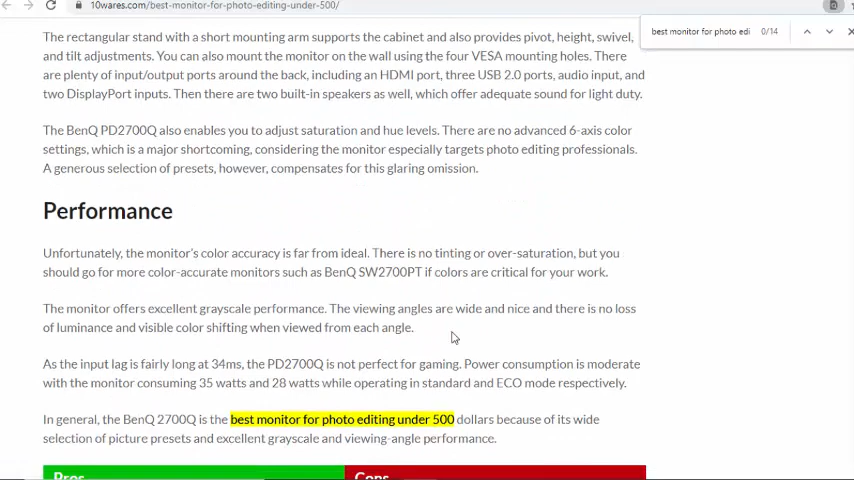 10wares.com/best-monitor-for-photo-editing-under-500/
best monitor for photo edi 0/14
The rectangular stand with a short mounting arm supports the cabinet and also provides pivot, height, swivel,
and tilt adjustments. You can also mount the monitor on the wall using the four VESA mounting holes. There
are plenty of input/output ports around the back, including an HDMI port, three USB 2.0 ports, audio input, and
two DisplayPort inputs. Then there are two built-in speakers as well, which offer adequate sound for light duty.
The BenQ PD2700Q also enables you to adjust saturation and hue levels. There are no advanced 6-axis color
settings, which is a major shortcoming, considering the monitor especially targets photo editing professionals.
A generous selection of presets, however, compensates for this glaring omission.
Performance
Unfortunately, the monitor's color accuracy is far from ideal. There is no tinting or over-saturation, but you
should go for more color-accurate monitors such as BenQ SW2700PT if colors are critical for your work.
The monitor offers excellent grayscale performance. The viewing angles are wide and nice and there is no loss
of luminance and visible color shifting when viewed from each angle.
As the input lag is fairly long at 34ms, the PD2700Q is not perfect for gaming. Power consumption is moderate
with the monitor consuming 35 watts and 28 watts while operating in standard and ECO mode respectively.
In general, the BenQ 2700Q is the best monitor for photo editing under 500 dollars because of its wide
selection of picture presets and excellent grayscale and viewing-angle performance.
Pros Cons